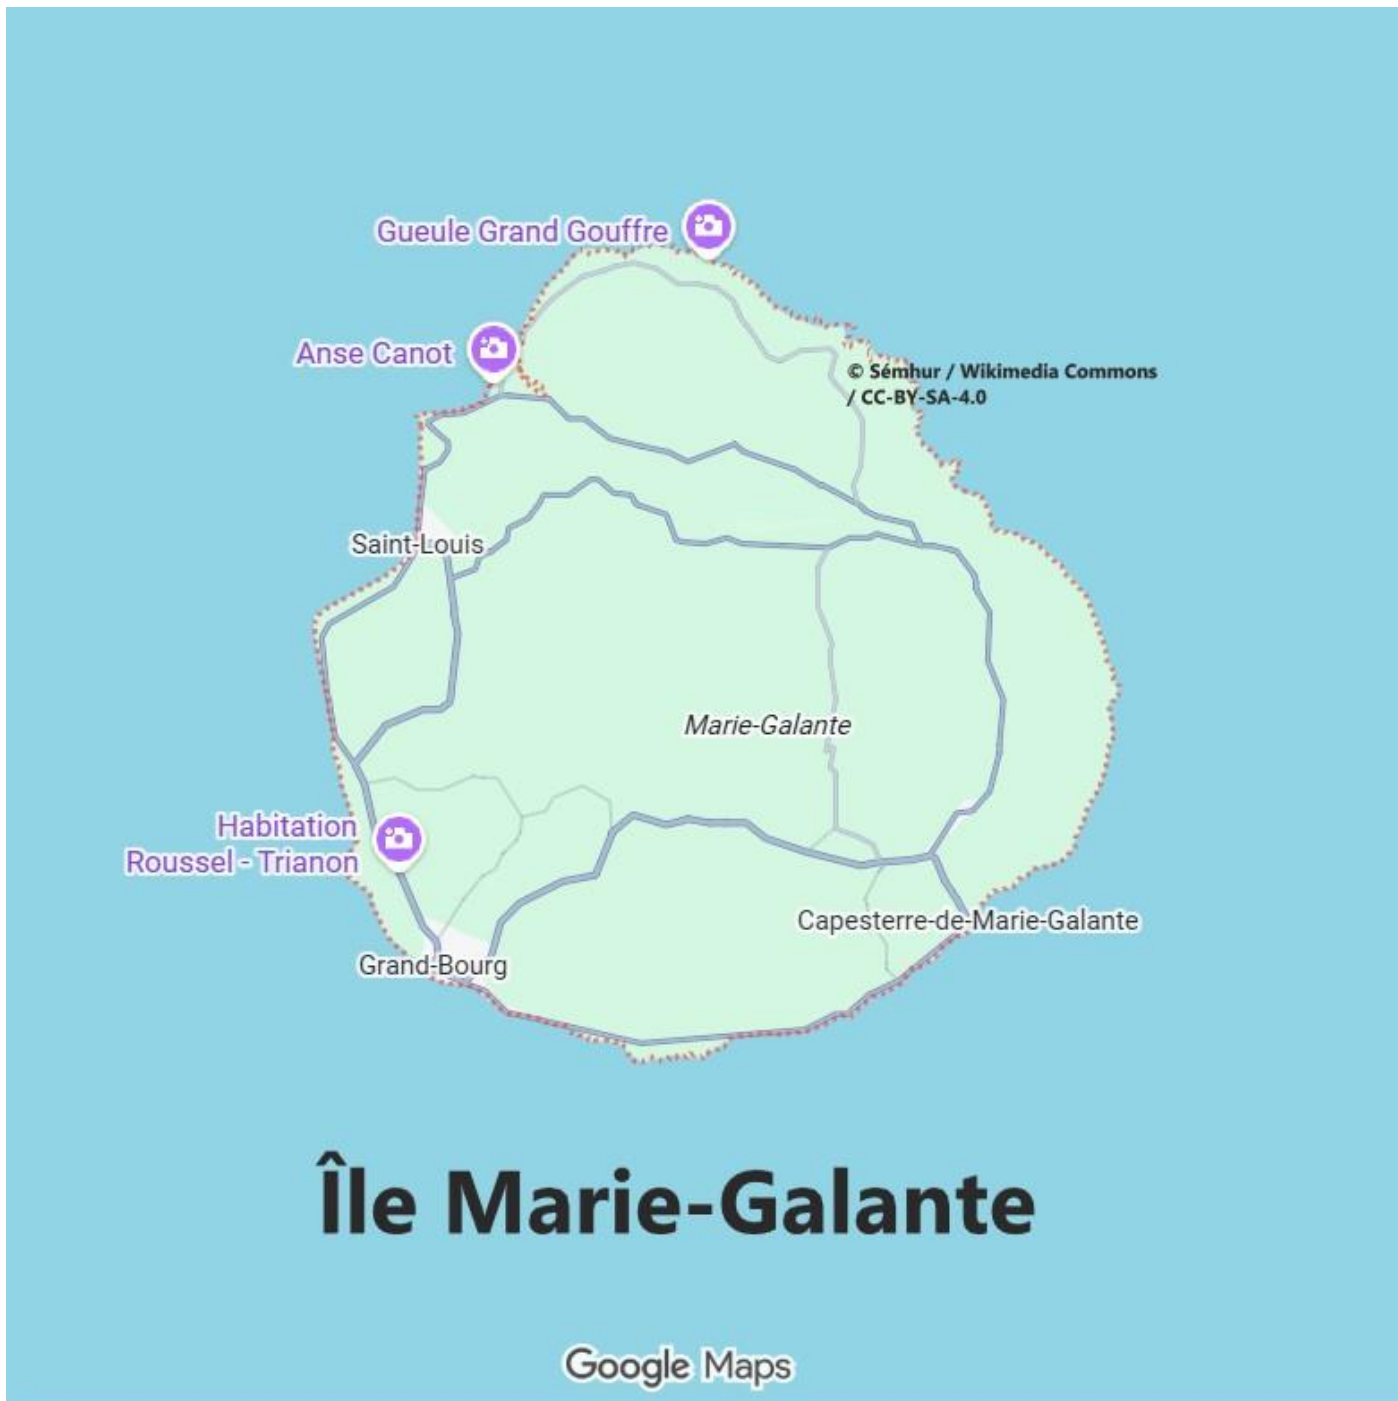 Gueule Grand Gouffre
Anse Canot
© Sémhur / Wikimedia Commons
/ CC-BY-SA-4.0
Saint-Louis
Marie-Galante
Habitation
Roussel - Trianon
Capesterre-de-Marie-Galante
Grand-Bourg
Île Marie-Galante
Google Maps